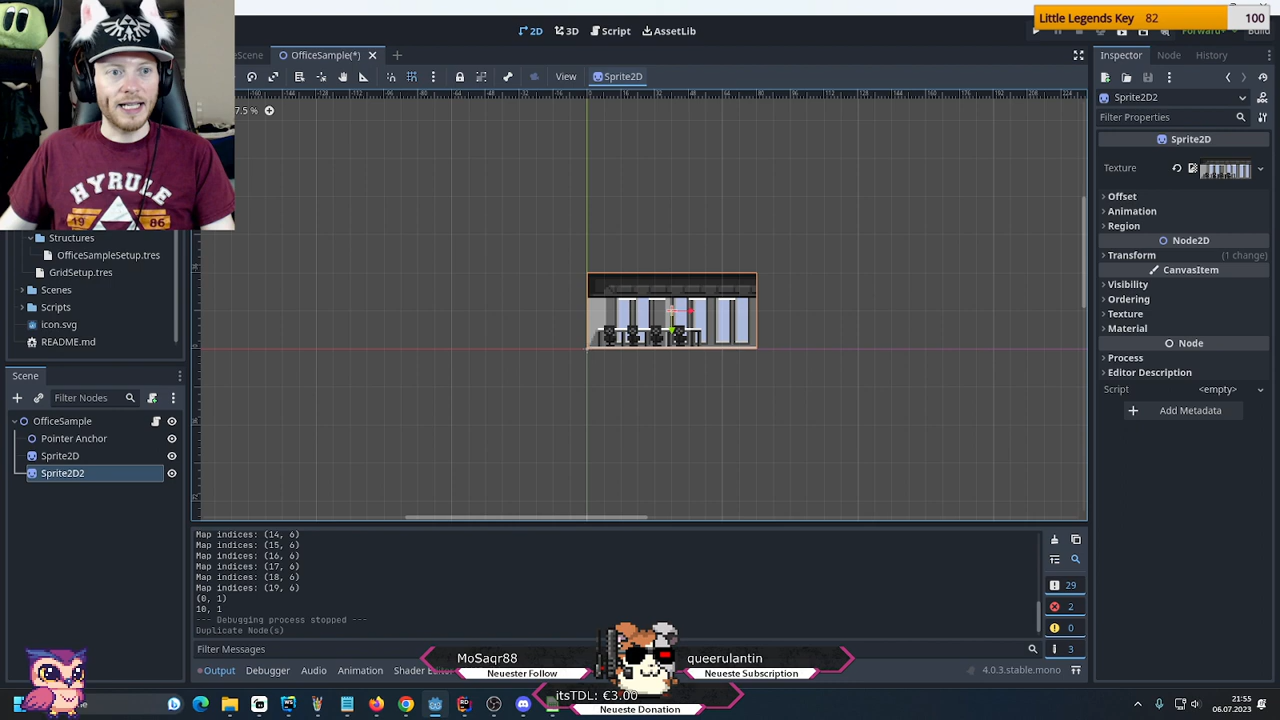 Little Legends Key 82 100
2D 3D Script AssetLib
Forward+ Build
Scene OfficeSample(*)
Inspector Node History
View Sprite2D
7.5 %
Sprite2D2
Filter Properties
Sprite2D
Texture
Offset
Animation
Region
Node2D
Transform (1 change)
CanvasItem
Visibility
Ordering
Texture
Material
Node
Process
Editor Description
Script <empty>
Add Metadata
HYRULE
19 86
Structures
OfficeSampleSetup.tres
GridSetup.tres
Scenes
Scripts
icon.svg
README.md
Scene
Filter Nodes
OfficeSample
Pointer Anchor
Sprite2D
Sprite2D2
Map indices: (14, 6)
Map indices: (15, 6)
Map indices: (16, 6)
Map indices: (17, 6)
Map indices: (18, 6)
Map indices: (19, 6)
(0, 1)
10, 1
--- Debugging process stopped ---
Duplicate Node(s)
29
2
0
3
Filter Messages
Output Debugger Audio Animation Shader
4.0.3.stable.mono
MoSaqr88
Neuester Follow
queerulantin
Neueste Subscription
itsTDL: €3.00
Neueste Donation
21:55
06.07.2023